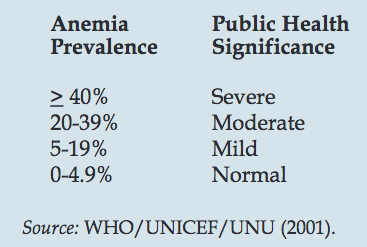 Anemia Public Health
Prevalence Significance
≥ 40% Severe
20-39% Moderate
5-19% Mild
0-4.9% Normal
Source: WHO/UNICEF/UNU (2001).